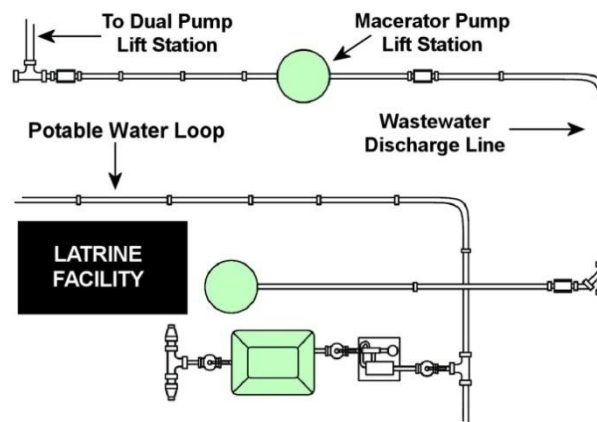 To Dual Pump
Lift Station
Macerator Pump
Lift Station
Potable Water Loop
Wastewater
Discharge Line
LATRINE
FACILITY